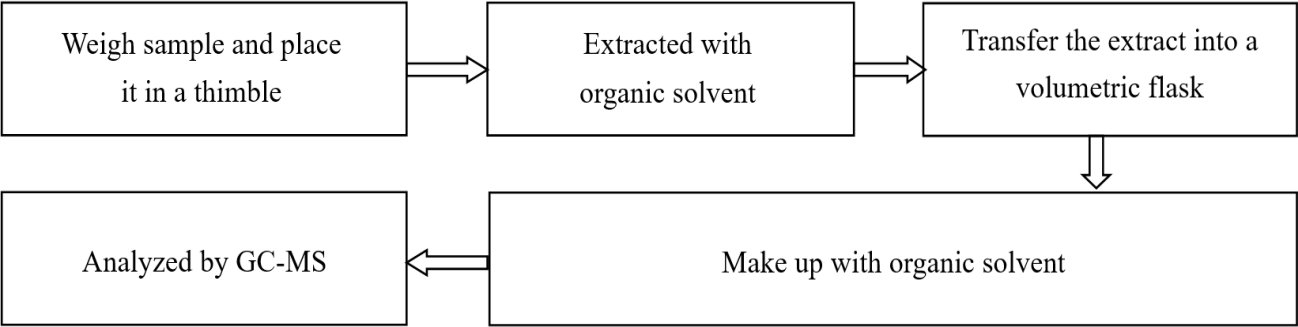 Weigh sample and place
it in a thimble
Extracted with
organic solvent
Transfer the extract into a
volumetric flask
Make up with organic solvent
Analyzed by GC-MS